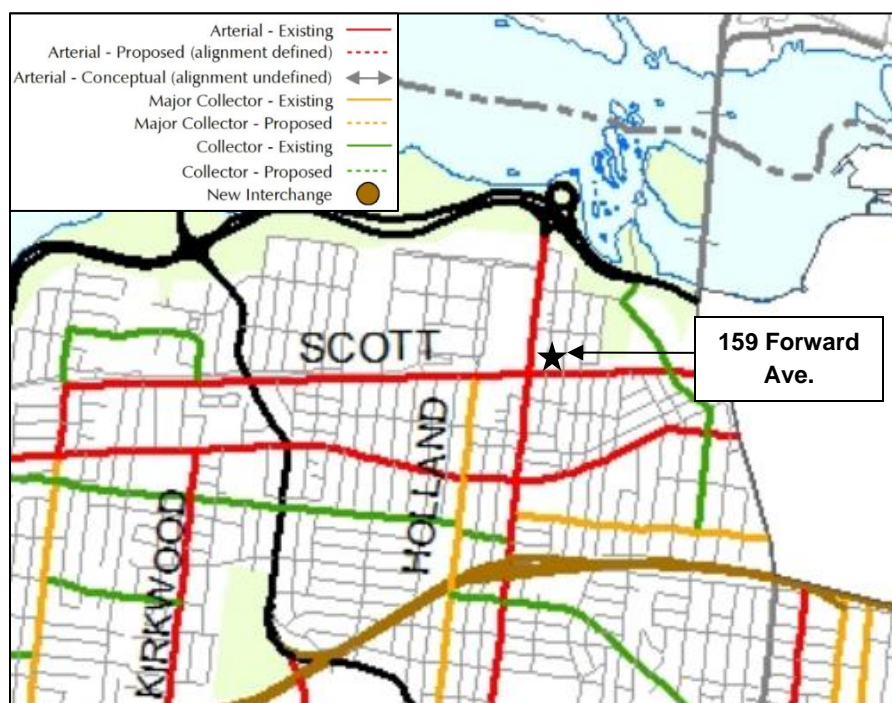 Arterial - Existing
Arterial - Proposed (alignment defined)
Arterial - Conceptual (alignment undefined)
Major Collector - Existing
Major Collector - Proposed
Collector - Existing
Collector - Proposed
New Interchange
SCOTT
159 Forward
Ave.
HOLLAND
KIRKWOOD